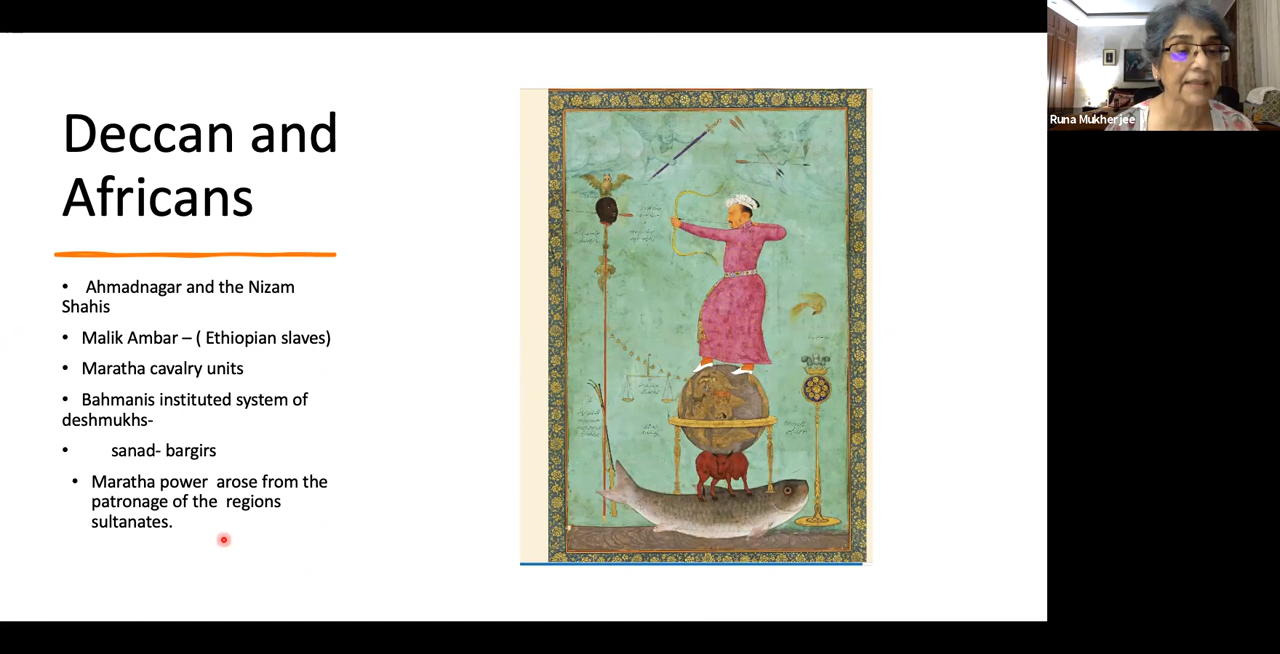 Deccan and
Africans
• Ahmadnagar and the Nizam
Shahis
• Malik Ambar – ( Ethiopian slaves)
• Maratha cavalry units
• Bahmanis instituted system of
deshmukhs-
• sanad- bargirs
• Maratha power arose from the
patronage of the regions
sultanates.
Runa Mukherjee